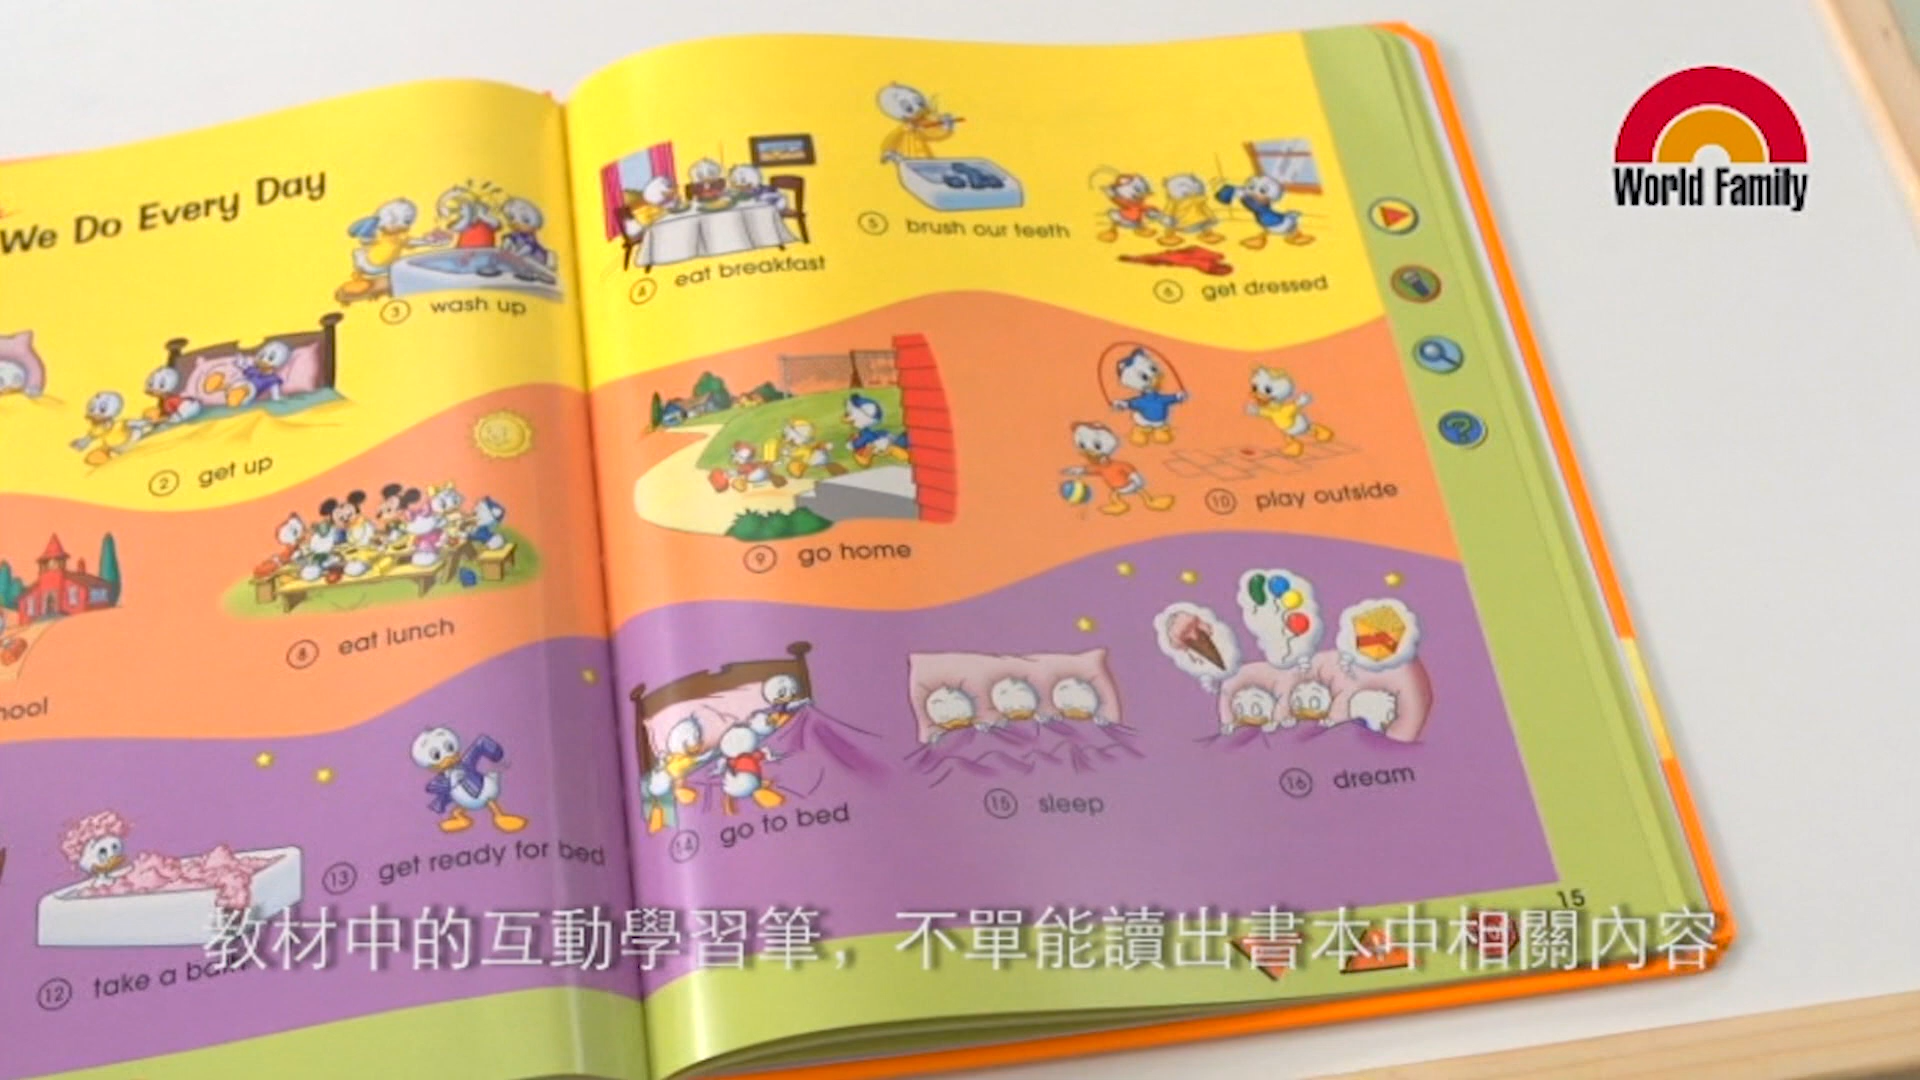 World Family
We Do Every Day
② get up
③ wash up
④ eat breakfast
⑤ brush our teeth
⑥ get dressed
⑧ eat lunch
⑨ go home
⑩ play outside
⑫ take a
⑬ get ready for bed
⑭ go to bed
⑮ sleep
⑯ dream
15
教材中的互動學習筆，不單能讀出書本中相關內容